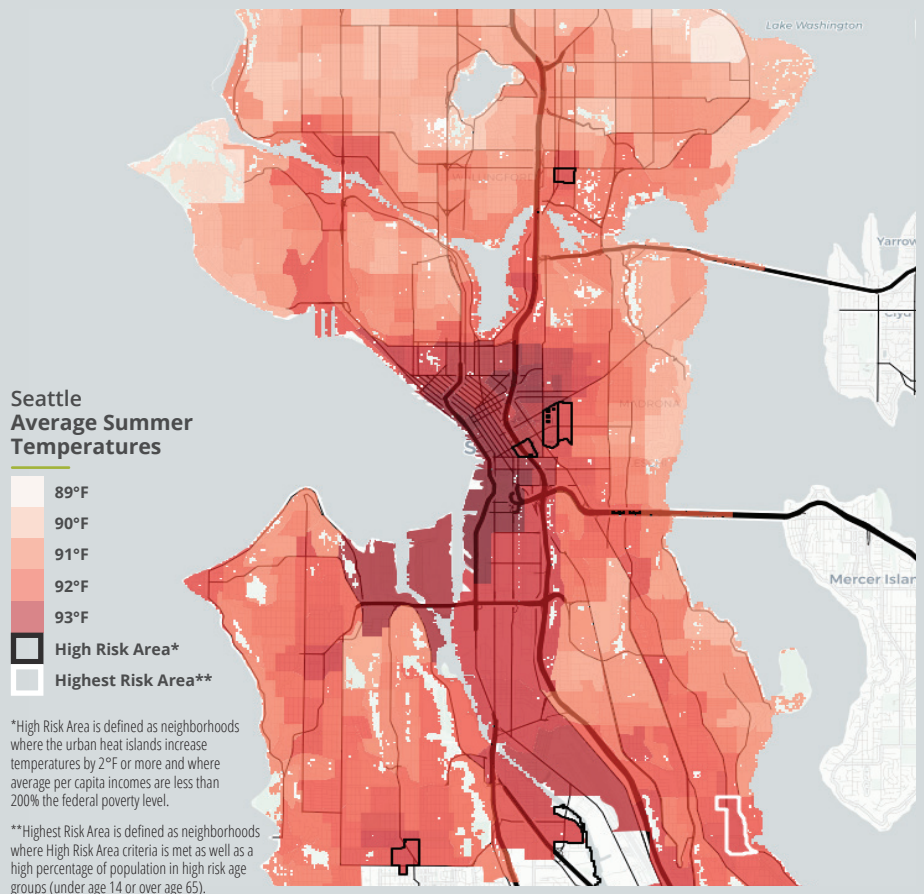 Lake Washington
Yarrow
MADRONA
S
Seattle
Average Summer
Temperatures
89°F
90°F
91°F
92°F
93°F
High Risk Area*
Highest Risk Area**
Mercer Islan
*High Risk Area is defined as neighborhoods
where the urban heat islands increase
temperatures by 2°F or more and where
average per capita incomes are less than
200% the federal poverty level.
**Highest Risk Area is defined as neighborhoods
where High Risk Area criteria is met as well as a
high percentage of population in high risk age
groups (under age 14 or over age 65).